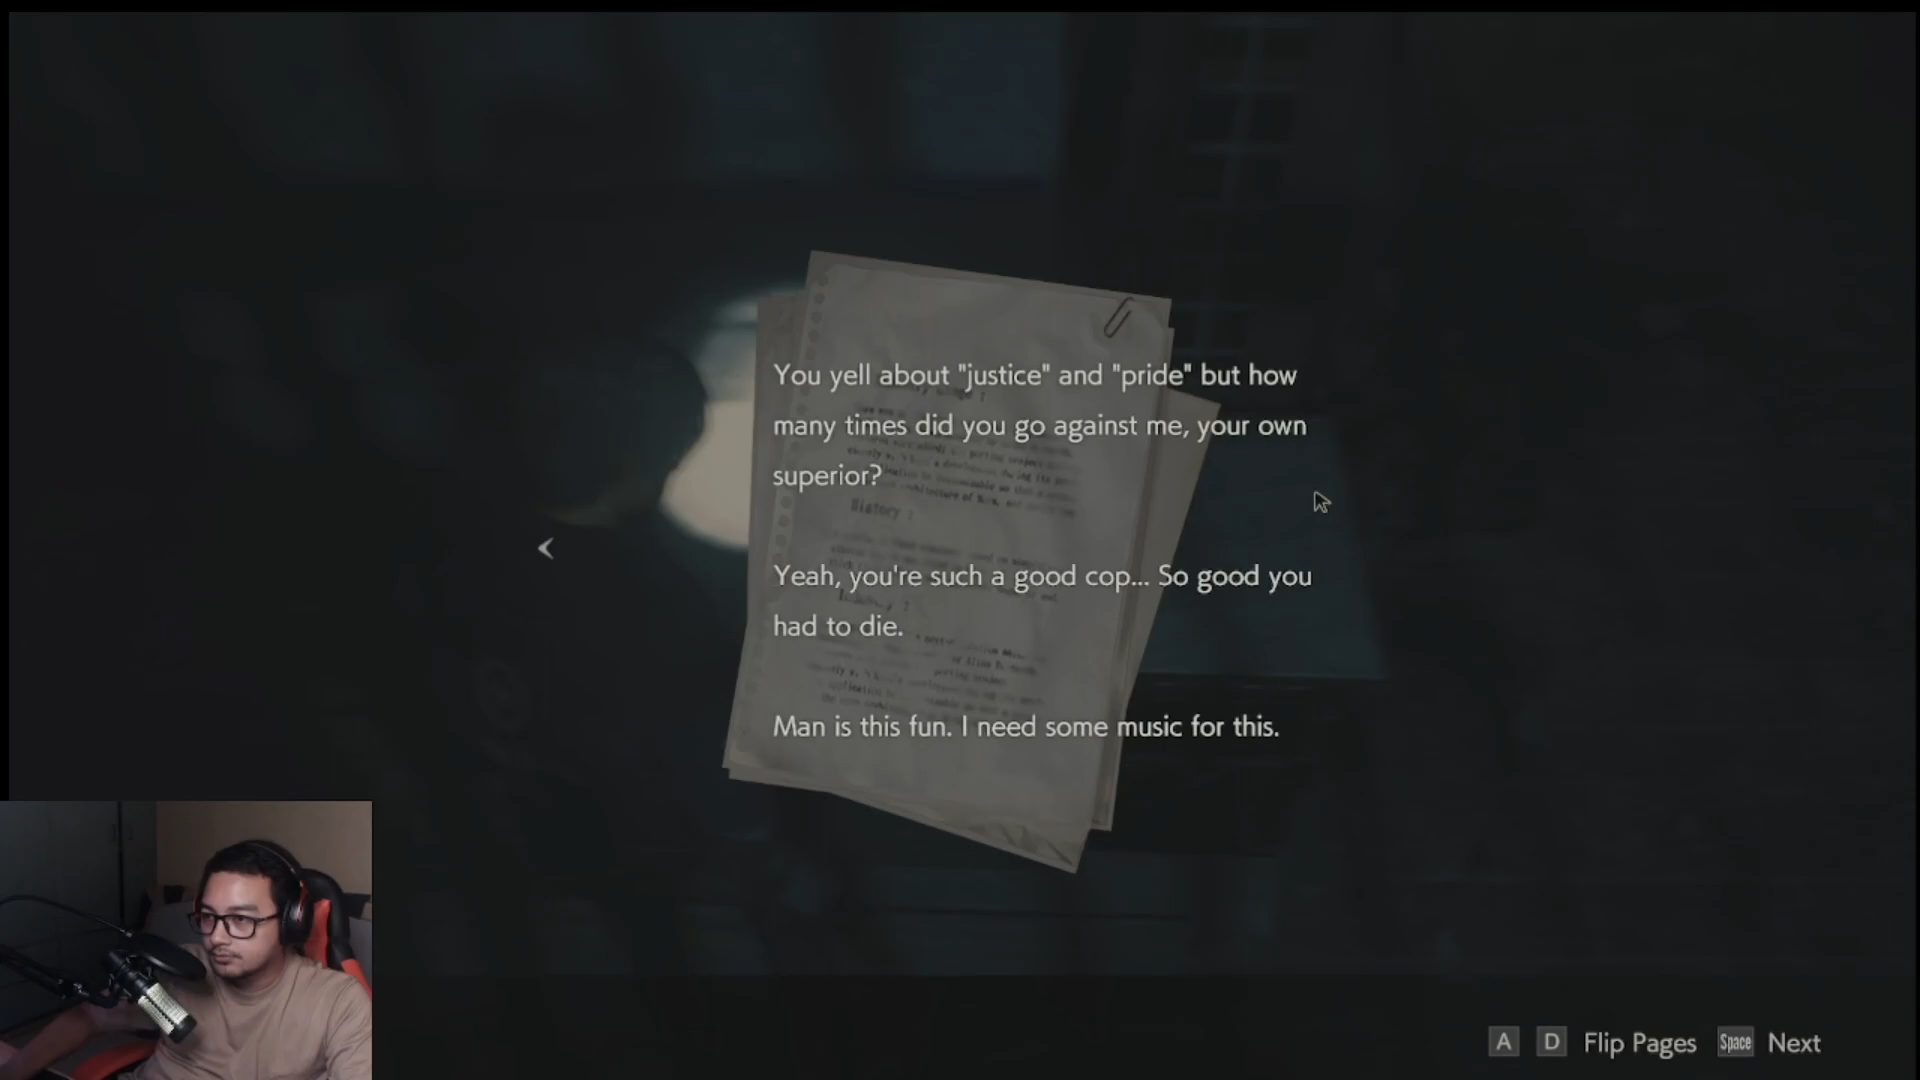 You yell about "justice" and "pride" but how
many times did you go against me, your own
superior?
Yeah, you're such a good cop... So good you
had to die.
Man is this fun. I need some music for this.
History :
A D Flip Pages Space Next